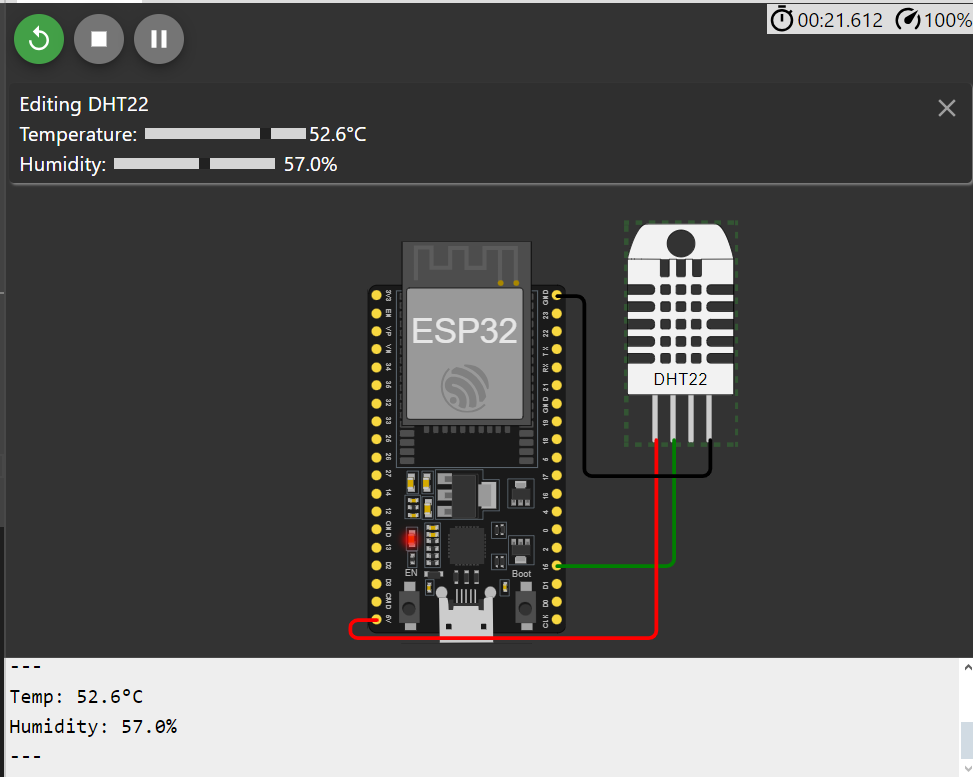 00:21.612 100%
Editing DHT22
Temperature: 52.6°C
Humidity: 57.0%
ESP32
DHT22
3V3
EN
VP
VN
34
35
32
33
25
26
27
14
12
GND
13
D2
D3
CMD
5V
GND
23
22
TX
RX
21
GND
19
18
5
17
16
4
0
2
15
D1
D0
CLK
EN
Boot
---
Temp: 52.6°C
Humidity: 57.0%
---